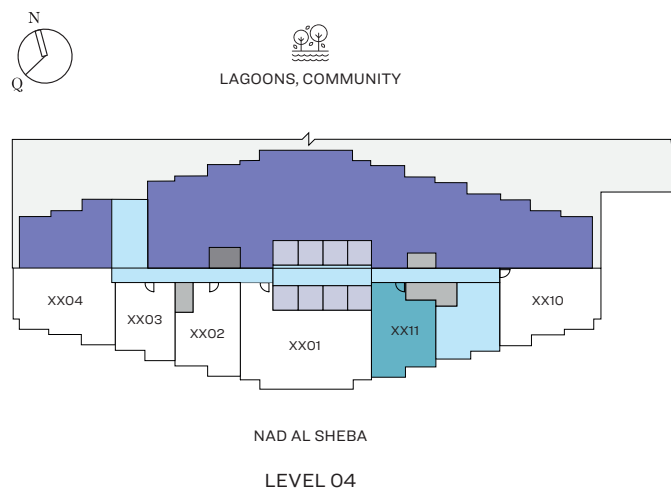 N
Q
LAGOONS, COMMUNITY
XX04
XX03
XX02
XX01
XX11
XX10
NAD AL SHEBA
LEVEL 04